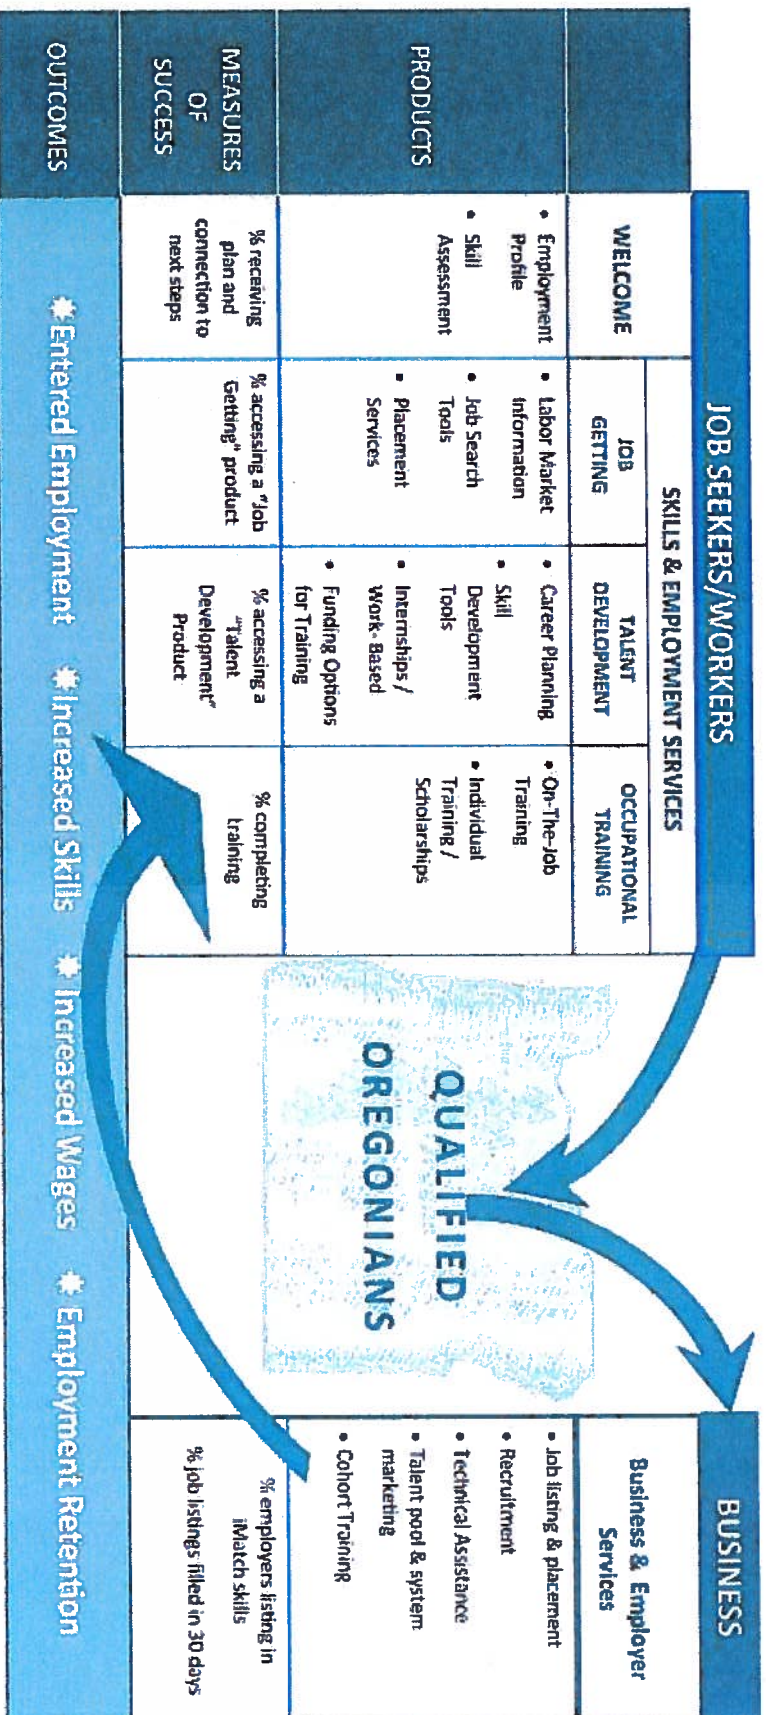 JOB SEEKERS/WORKERS
BUSINESS
WELCOME
SKILLS & EMPLOYMENT SERVICES
JOB
GETTING
TALENT
DEVELOPMENT
OCCUPATIONAL
TRAINING
Business & Employer
Services
PRODUCTS
• Employment
Profile
• Skill
Assessment
• Labor Market
Information
• Job Search
Tools
• Placement
Services
• Career Planning
• Skill
Development
Tools
• Internships /
Work- Based
• Funding Options
for Training
• On-The-Job
Training
• Individual
Training /
Scholarships
QUALIFIED
OREGONIANS
• Job listing & placement
• Recruitment
• Technical Assistance
• Talent pool & system
marketing
• Cohort Training
MEASURES
OF
SUCCESS
% receiving
plan and
connection to
next steps
% accessing a "Job
Getting" product
% accessing a
"Talent
Development"
Product
% completing
training
% employers listing in
iMatch skills
% job listings filled in 30 days
OUTCOMES
✷Entered Employment ✷Increased Skills ✷ Increased Wages ✷ Employment Retention